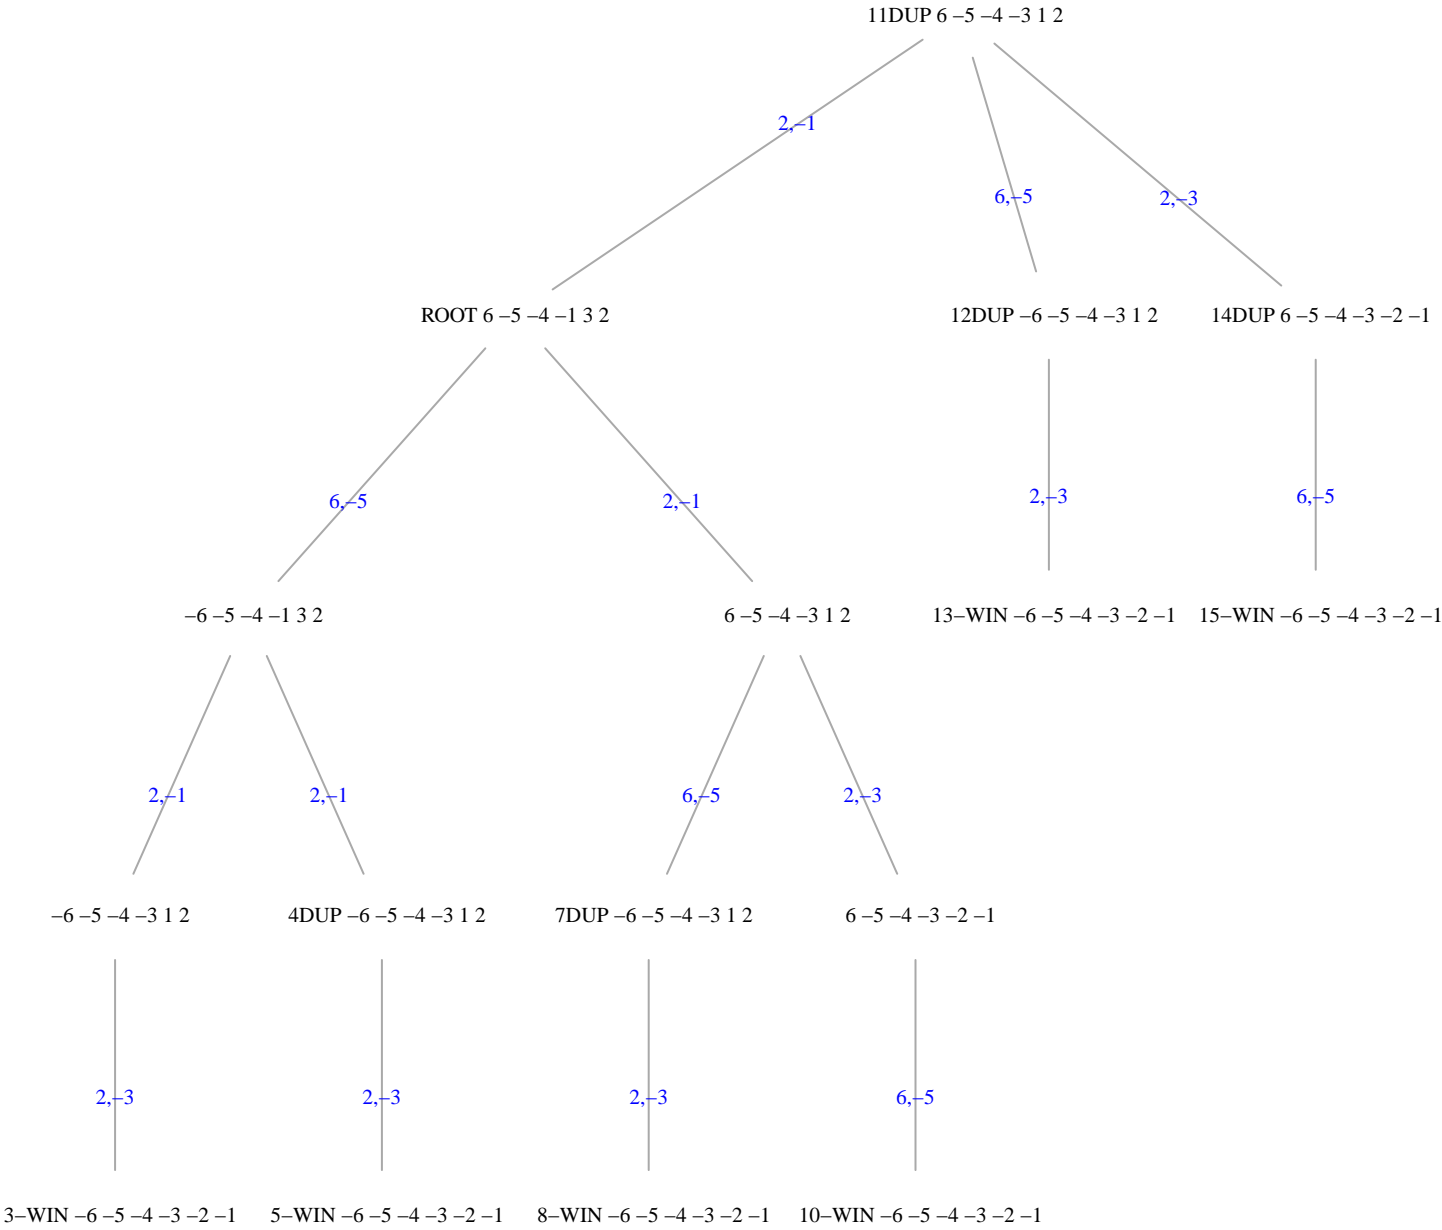 11DUP 6 –5 –4 –3 1 2
2,–1
6,–5
2,–3
ROOT 6 –5 –4 –1 3 2
12DUP –6 –5 –4 –3 1 2
14DUP 6 –5 –4 –3 –2 –1
6,–5
2,–1
2,–3
6,–5
–6 –5 –4 –1 3 2
6 –5 –4 –3 1 2
13–WIN –6 –5 –4 –3 –2 –1
15–WIN –6 –5 –4 –3 –2 –1
2,–1
2,–1
6,–5
2,–3
–6 –5 –4 –3 1 2
4DUP –6 –5 –4 –3 1 2
7DUP –6 –5 –4 –3 1 2
6 –5 –4 –3 –2 –1
2,–3
2,–3
2,–3
6,–5
3–WIN –6 –5 –4 –3 –2 –1
5–WIN –6 –5 –4 –3 –2 –1
8–WIN –6 –5 –4 –3 –2 –1
10–WIN –6 –5 –4 –3 –2 –1